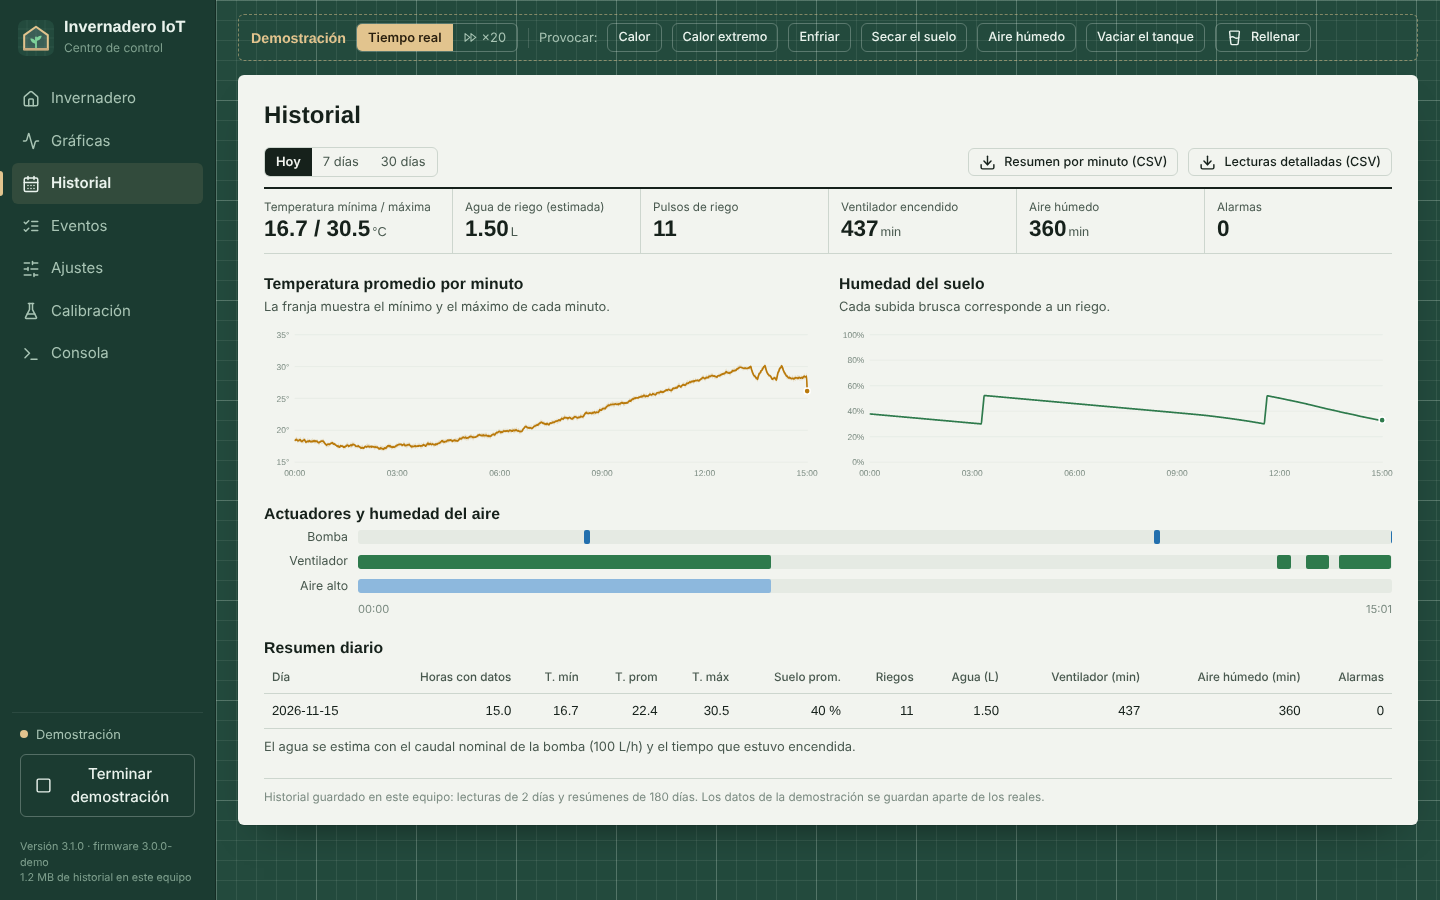 Invernadero IoT
Centro de control
Invernadero
Gráficas
Historial
Eventos
Ajustes
Calibración
Consola
Demostración
Terminar
demostración
Versión 3.1.0 · firmware 3.0.0-
demo
1.2 MB de historial en este equipo
Demostración Tiempo real ×20 Provocar: Calor Calor extremo Enfriar Secar el suelo Aire húmedo Vaciar el tanque Rellenar
Historial
Hoy 7 días 30 días Resumen por minuto (CSV) Lecturas detalladas (CSV)
Temperatura mínima / máxima Agua de riego (estimada) Pulsos de riego Ventilador encendido Aire húmedo Alarmas
16.7 / 30.5 °C 1.50 L 11 437 min 360 min 0
Temperatura promedio por minuto
La franja muestra el mínimo y el máximo de cada minuto.
35°
30°
25°
20°
15°
00:00 03:00 06:00 09:00 12:00 15:00
Humedad del suelo
Cada subida brusca corresponde a un riego.
100%
80%
60%
40%
20%
0%
00:00 03:00 06:00 09:00 12:00 15:00
Actuadores y humedad del aire
Bomba
Ventilador
Aire alto
00:00 15:01
Resumen diario
Día Horas con datos T. mín T. prom T. máx Suelo prom. Riegos Agua (L) Ventilador (min) Aire húmedo (min) Alarmas
2026-11-15 15.0 16.7 22.4 30.5 40 % 11 1.50 437 360 0
El agua se estima con el caudal nominal de la bomba (100 L/h) y el tiempo que estuvo encendida.
Historial guardado en este equipo: lecturas de 2 días y resúmenes de 180 días. Los datos de la demostración se guardan aparte de los reales.